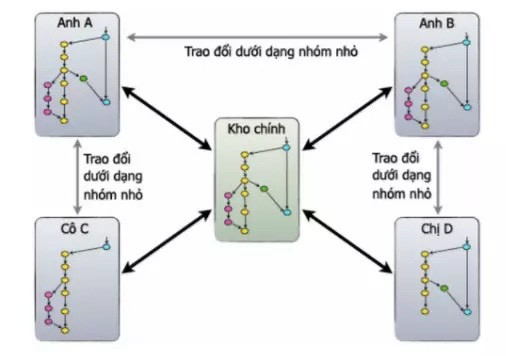 Anh A
Anh B
Trao đổi dưới dạng nhóm nhỏ
Kho chính
Trao đổi
dưới dạng
nhóm nhỏ
Trao đổi
dưới dạng
nhóm nhỏ
Cô C
Chị D